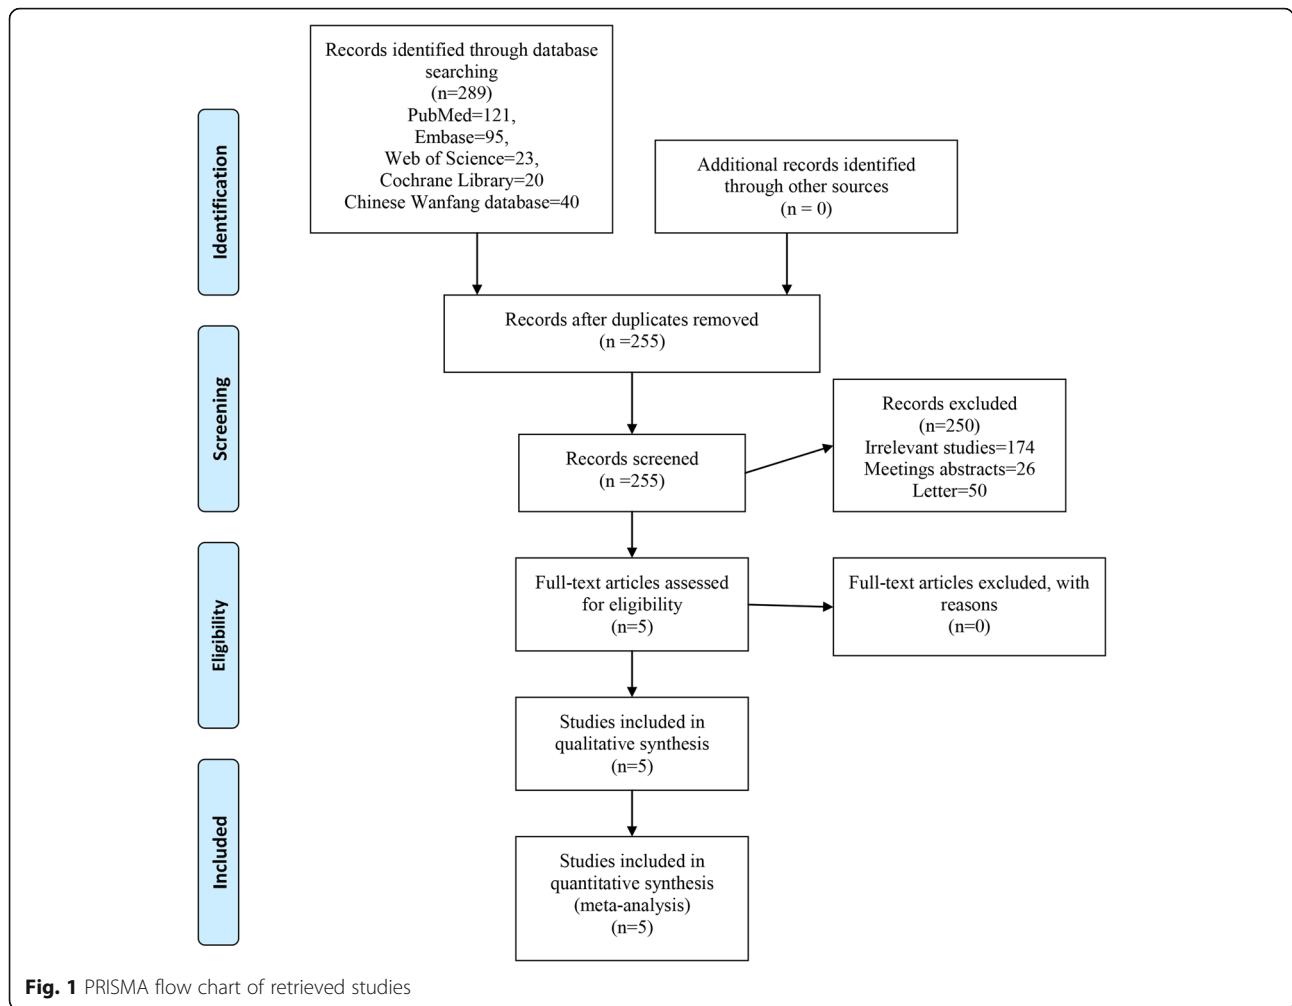 Records identified through database
searching
(n=289)
PubMed=121,
Embase=95,
Web of Science=23,
Cochrane Library=20
Chinese Wanfang database=40
Additional records identified
through other sources
(n = 0)
Identification
Records after duplicates removed
(n =255)
Screening
Records screened
(n =255)
Records excluded
(n=250)
Irrelevant studies=174
Meetings abstracts=26
Letter=50
Eligibility
Full-text articles assessed
for eligibility
(n=5)
Full-text articles excluded, with
reasons
(n=0)
Studies included in
qualitative synthesis
(n=5)
Included
Studies included in
quantitative synthesis
(meta-analysis)
(n=5)
Fig. 1 PRISMA flow chart of retrieved studies